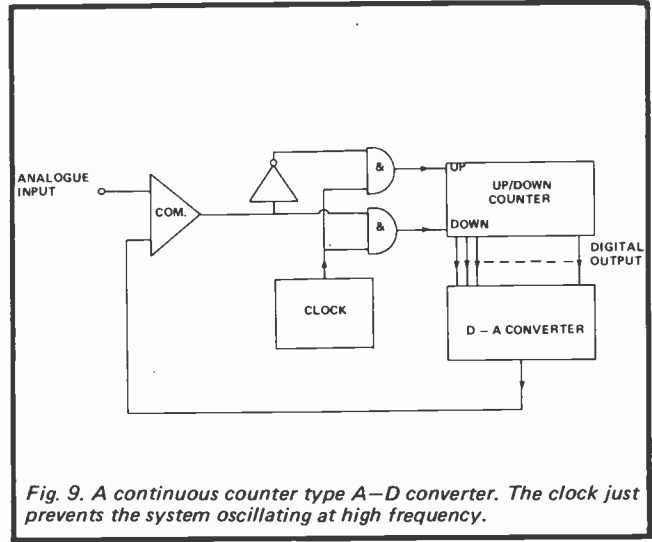 ANALOGUE
INPUT
COM.
&
&
CLOCK
UP
UP/DOWN
COUNTER
DOWN
DIGITAL
OUTPUT
D – A CONVERTER
Fig. 9. A continuous counter type A–D converter. The clock just
prevents the system oscillating at high frequency.